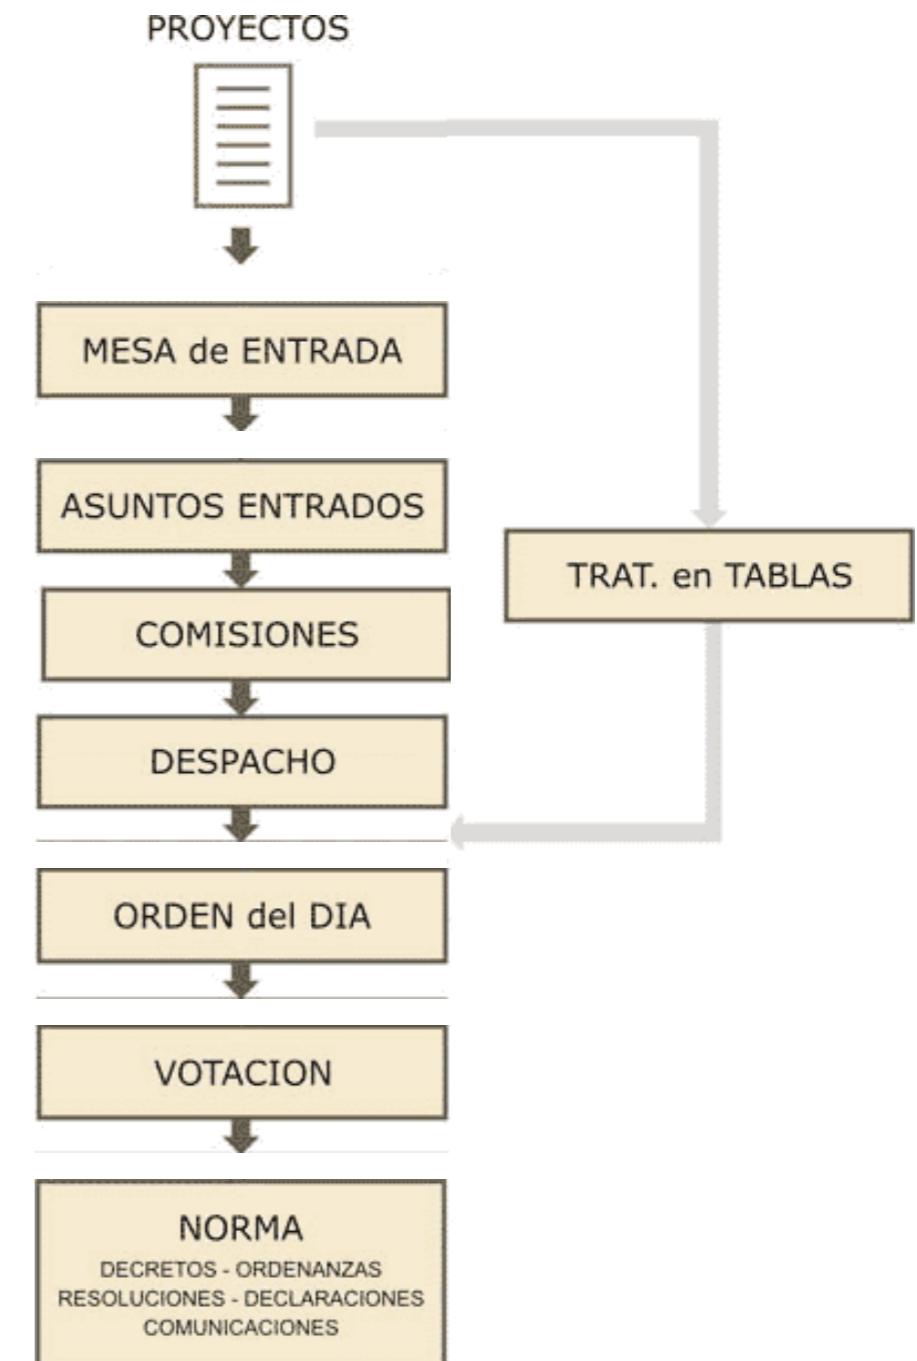 PROYECTOS
MESA de ENTRADA
ASUNTOS ENTRADOS
COMISIONES
TRAT. en TABLAS
DESPACHO
ORDEN del DIA
VOTACION
NORMA
DECRETOS - ORDENANZAS
RESOLUCIONES - DECLARACIONES
COMUNICACIONES